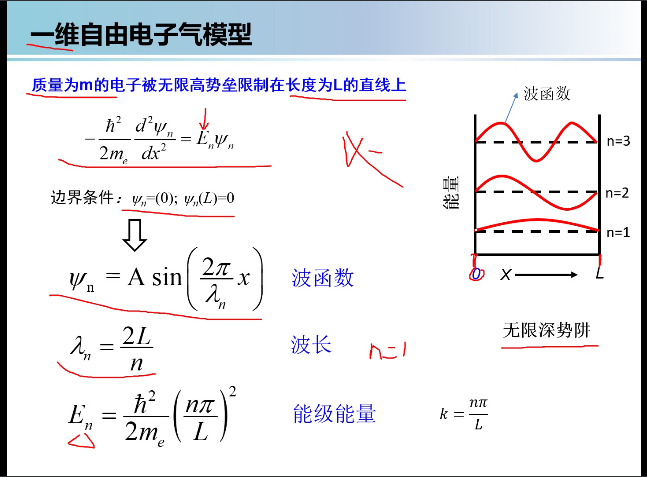 一维自由电子气模型
质量为m的电子被无限高势垒限制在长度为L的直线上
-ħ²/2mₑ d²ψₙ/dx² = Eₙψₙ
边界条件：ψₙ=(0); ψₙ(L)=0
ψₙ = A sin(2π/λₙ x) 波函数
λₙ = 2L/n 波长 n=1
Eₙ = ħ²/2mₑ (nπ/L)² 能级能量
k = nπ/L
波函数
n=3
n=2
n=1
能量
0 X L
无限深势阱